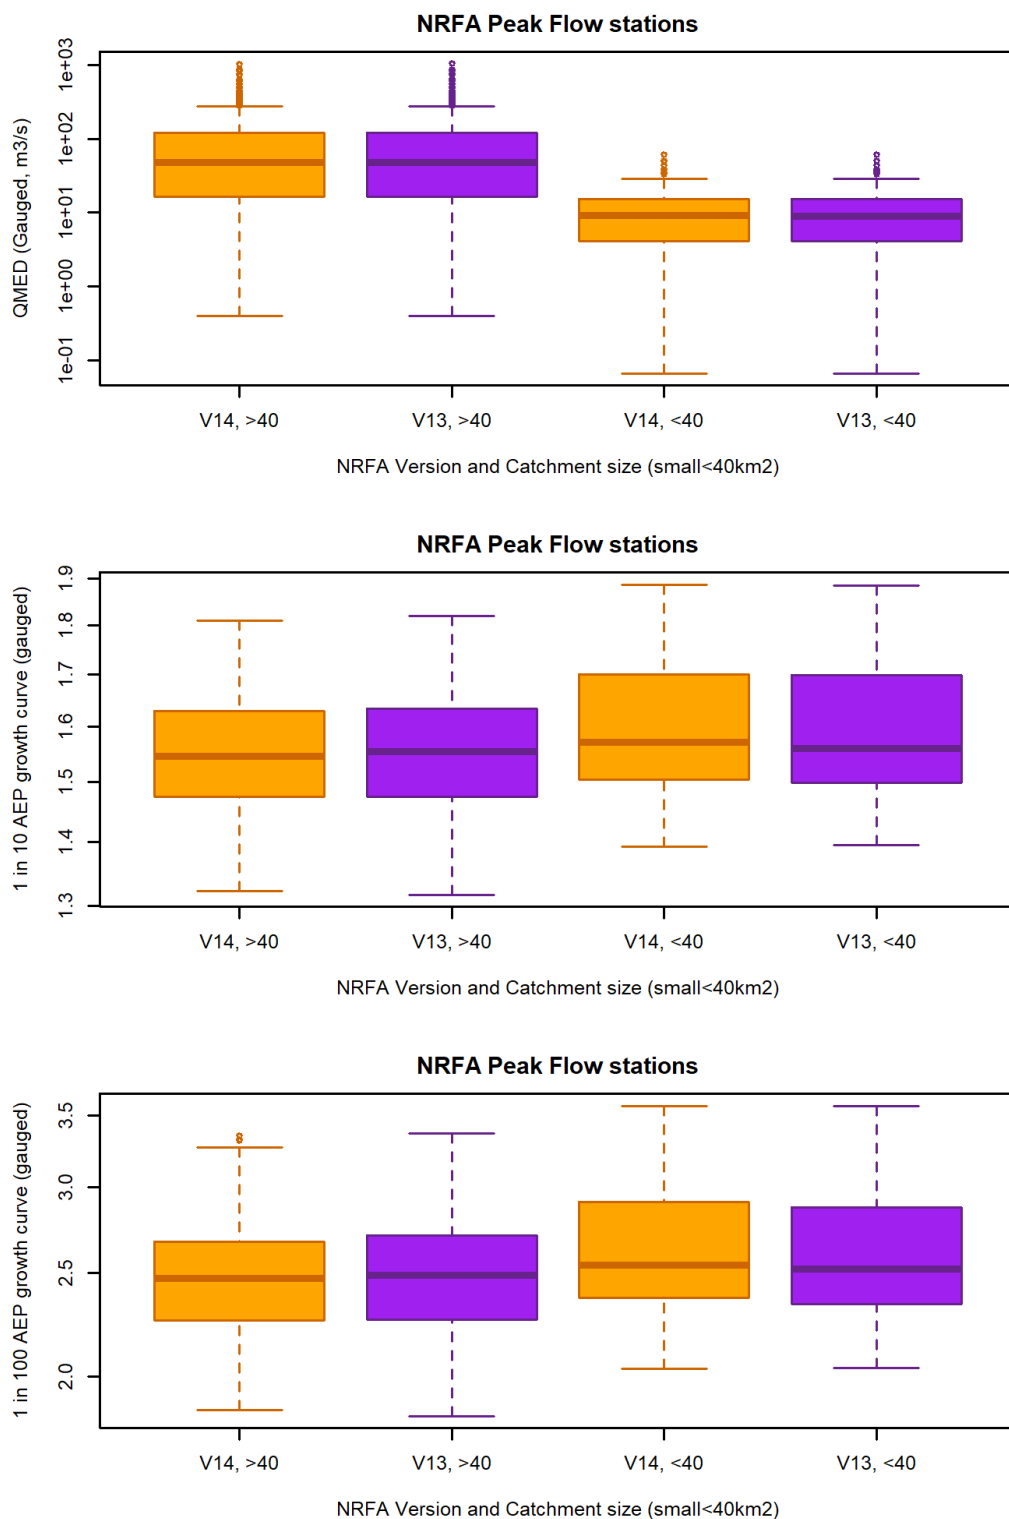 NRFA Peak Flow stations
QMED (Gauged, m3/s)
1e+03
1e+02
1e+01
1e+00
1e-01
V14, >40 V13, >40 V14, <40 V13, <40
NRFA Version and Catchment size (small<40km2)
NRFA Peak Flow stations
1 in 10 AEP growth curve (gauged)
1.9
1.8
1.7
1.6
1.5
1.4
1.3
V14, >40 V13, >40 V14, <40 V13, <40
NRFA Version and Catchment size (small<40km2)
NRFA Peak Flow stations
1 in 100 AEP growth curve (gauged)
3.5
3.0
2.5
2.0
V14, >40 V13, >40 V14, <40 V13, <40
NRFA Version and Catchment size (small<40km2)